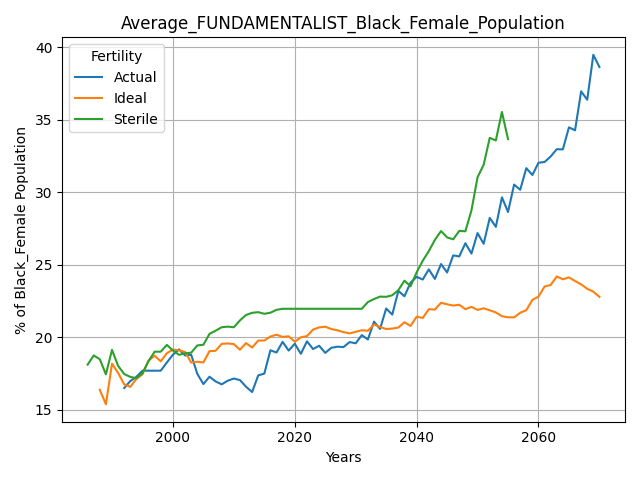 Average_FUNDAMENTALIST_Black_Female_Population
Fertility
Actual
Ideal
Sterile
% of Black_Female Population
40
35
30
25
20
15
2000
2020
2040
2060
Years